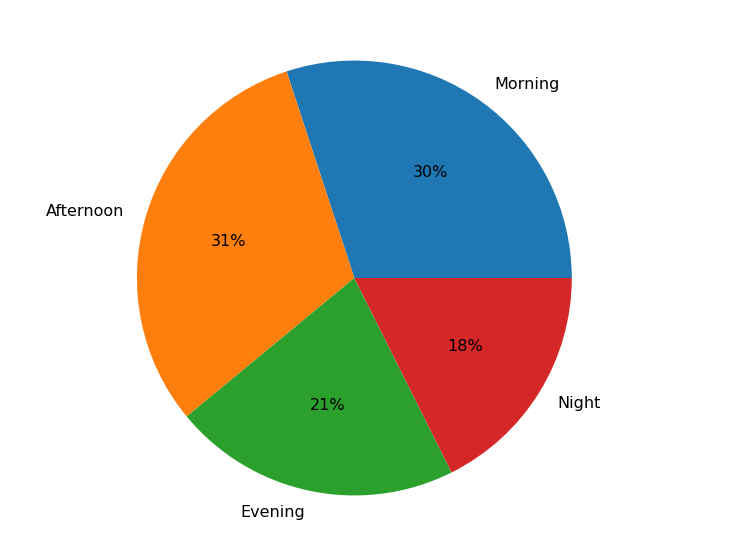 Morning
30%
Afternoon
31%
18%
Night
21%
Evening